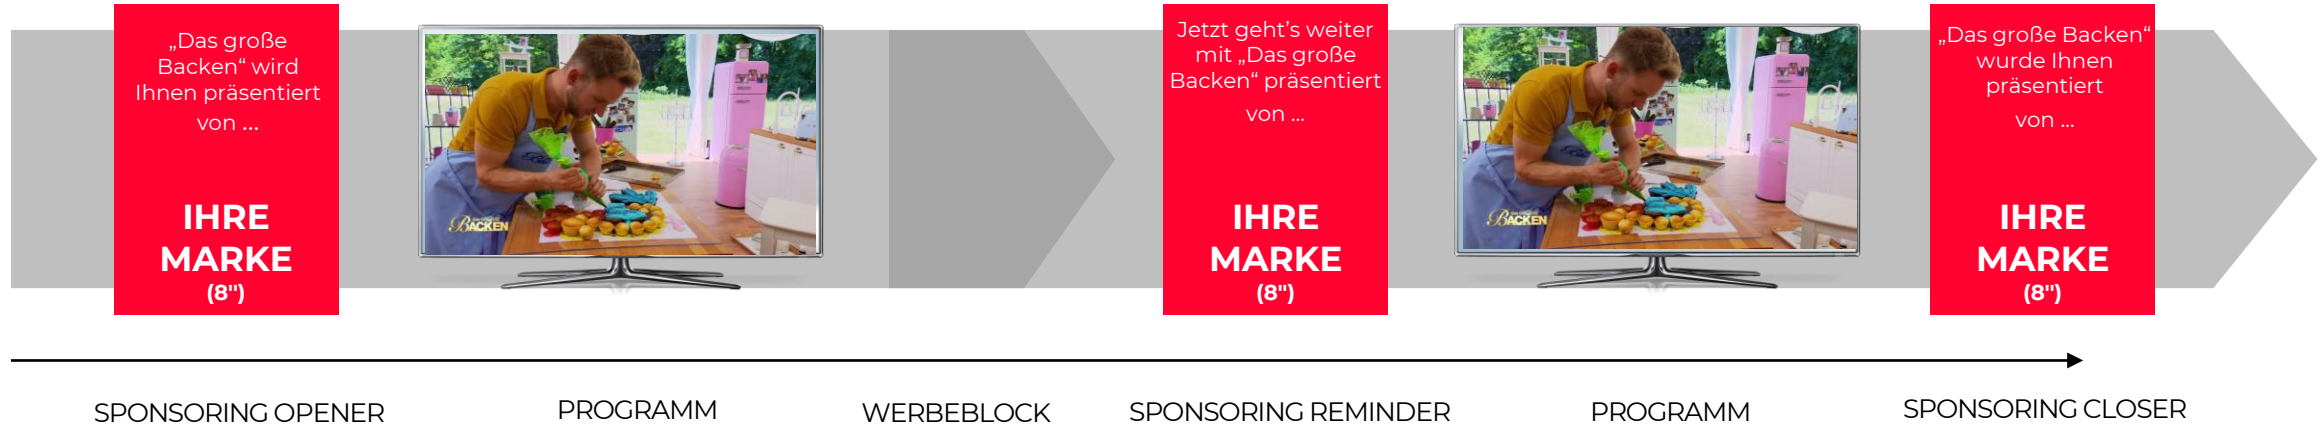 „Das große
Backen“ wird
Ihnen präsentiert
von ...
IHRE
MARKE
(8")
BACKEN
Jetzt geht’s weiter
mit „Das große
Backen“ präsentiert
von ...
IHRE
MARKE
(8")
BACKEN
„Das große Backen“
wurde Ihnen
präsentiert
von ...
IHRE
MARKE
(8")
SPONSORING OPENER
PROGRAMM
WERBEBLOCK
SPONSORING REMINDER
PROGRAMM
SPONSORING CLOSER